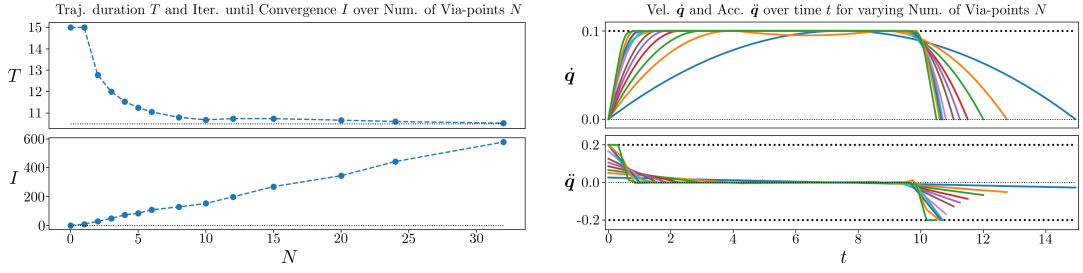 Traj. duration T and Iter. until Convergence I over Num. of Via-points N
15
14
13
12
11
T
600
400
200
0
I
0 5 10 15 20 25 30
N
Vel. q̇ and Acc. q̈ over time t for varying Num. of Via-points N
0.1
q̇
0.0
0.2
q̈
0.0
-0.2
0 2 4 6 8 10 12 14
t